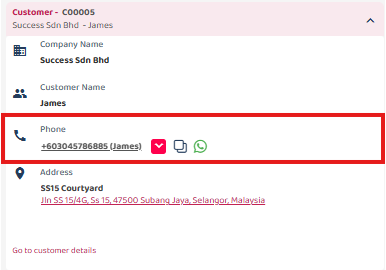 Customer - C00005
Success Sdn Bhd - James
Company Name
Success Sdn Bhd
Customer Name
James
Phone
+603045786885 (James)
Address
SS15 Courtyard
Jln SS 15/4G, Ss 15, 47500 Subang Jaya, Selangor, Malaysia
Go to customer details